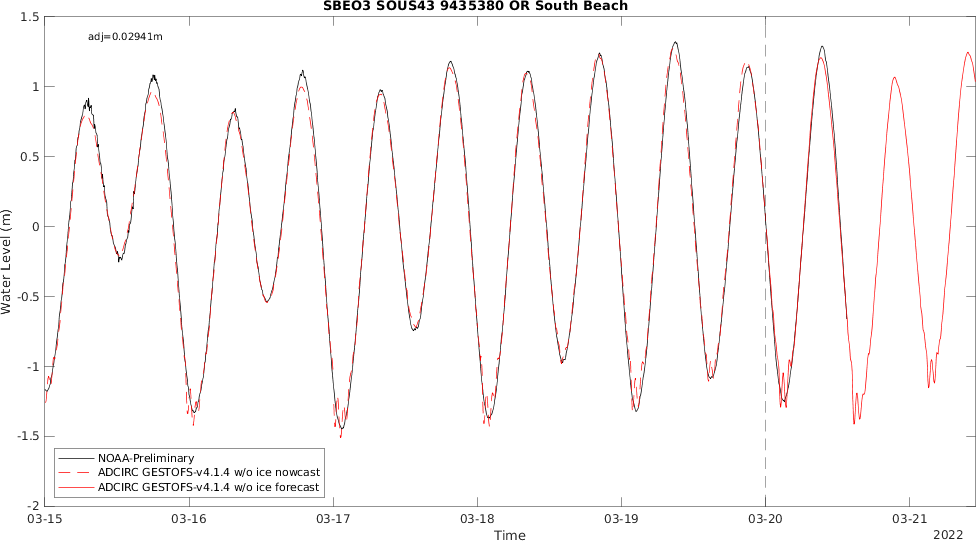 SBEO3 SOUS43 9435380 OR South Beach
adj=0.02941m
1.5
1
0.5
0
-0.5
-1
-1.5
-2
Water Level (m)
NOAA-Preliminary
ADCIRC GESTOFS-v4.1.4 w/o ice nowcast
ADCIRC GESTOFS-v4.1.4 w/o ice forecast
03-15 03-16 03-17 03-18 03-19 03-20 03-21
Time
2022